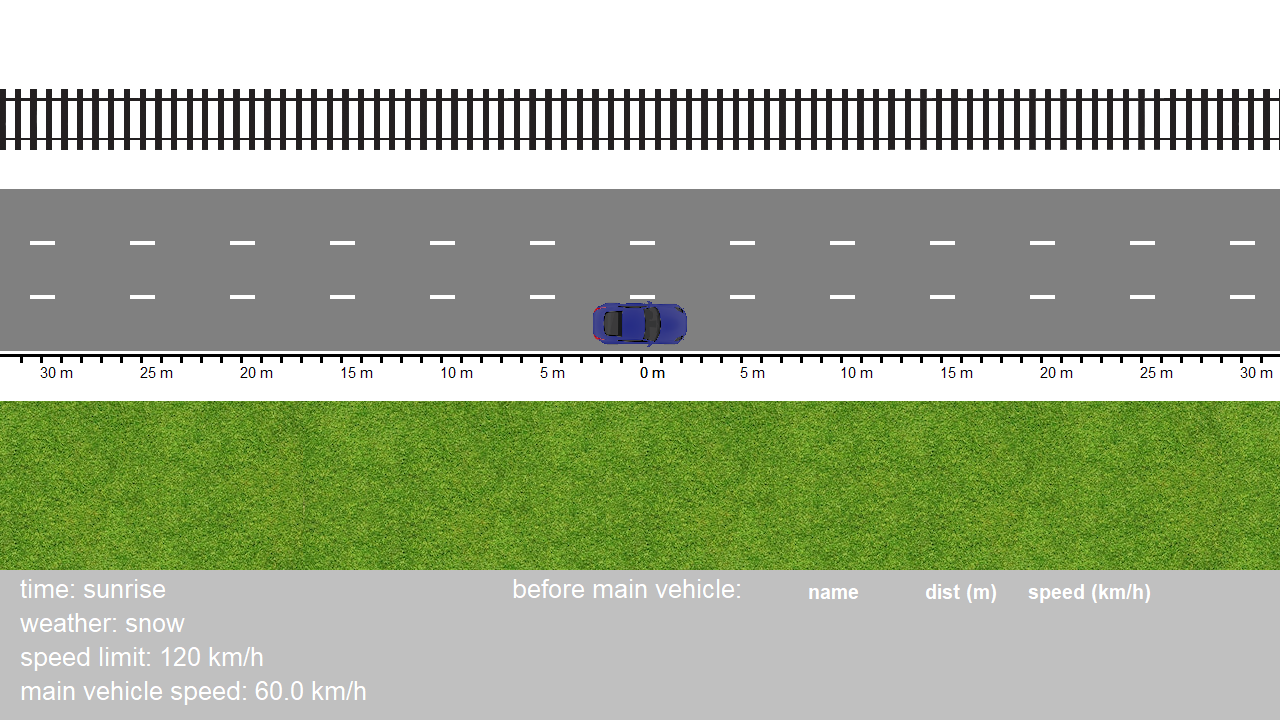 30 m 25 m 20 m 15 m 10 m 5 m 0 m 5 m 10 m 15 m 20 m 25 m 30 m
time: sunrise
weather: snow
speed limit: 120 km/h
main vehicle speed: 60.0 km/h
before main vehicle: name dist (m) speed (km/h)